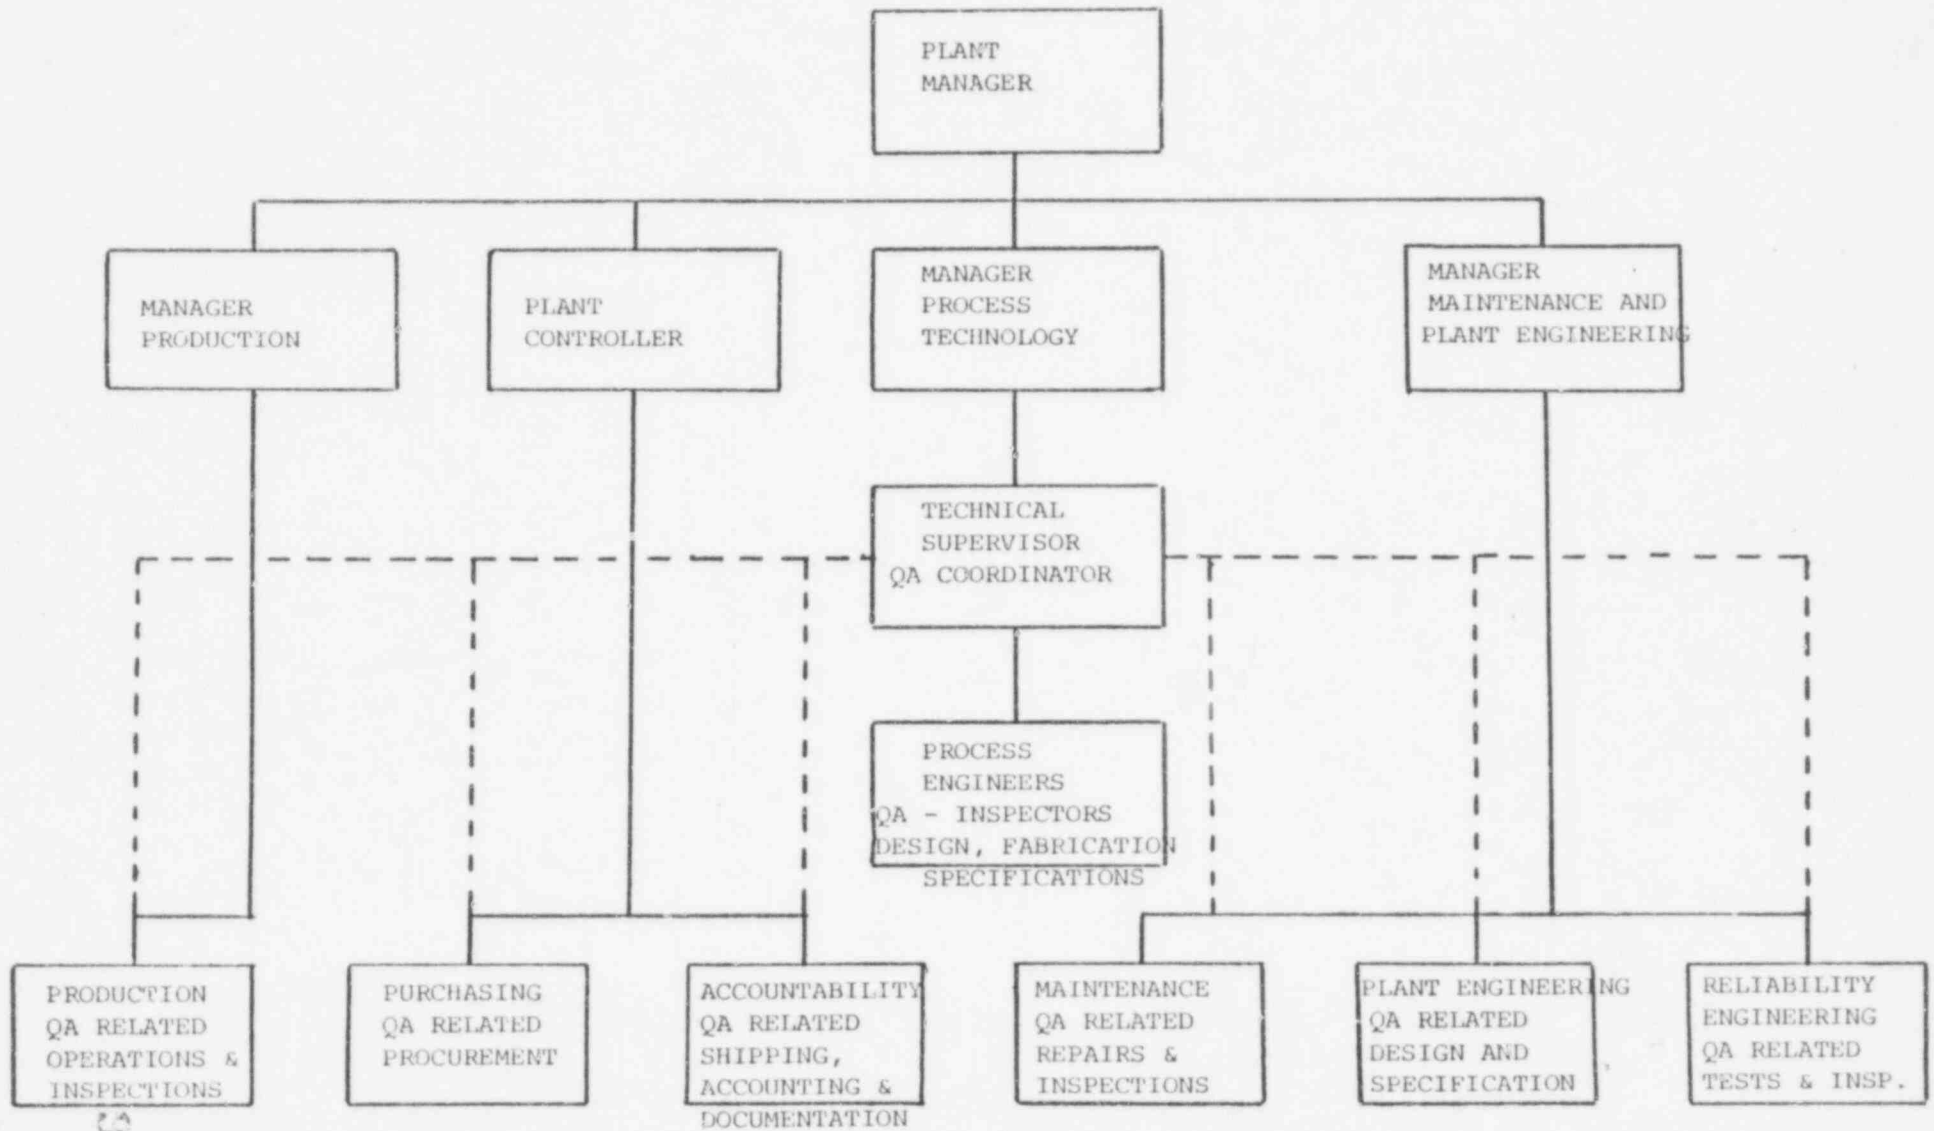 PLANT
MANAGER
MANAGER
PRODUCTION
PLANT
CONTROLLER
MANAGER
PROCESS
TECHNOLOGY
MANAGER
MAINTENANCE AND
PLANT ENGINEERING
TECHNICAL
SUPERVISOR
QA COORDINATOR
PROCESS
ENGINEERS
QA - INSPECTORS
DESIGN, FABRICATION
SPECIFICATIONS
PRODUCTION
QA RELATED
OPERATIONS &
INSPECTIONS
PURCHASING
QA RELATED
PROCUREMENT
ACCOUNTABILITY
QA RELATED
SHIPPING,
ACCOUNTING &
DOCUMENTATION
MAINTENANCE
QA RELATED
REPAIRS &
INSPECTIONS
PLANT ENGINEERING
QA RELATED
DESIGN AND
SPECIFICATION
RELIABILITY
ENGINEERING
QA RELATED
TESTS & INSP.